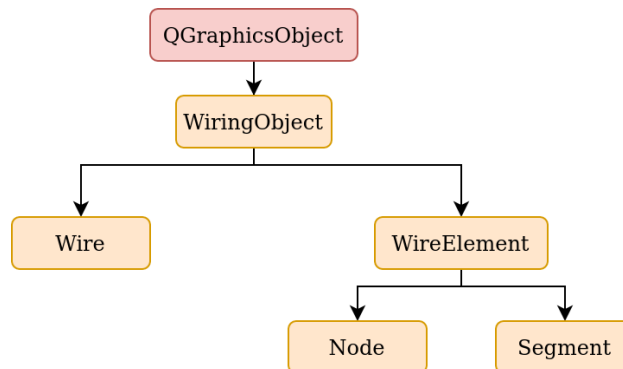 QGraphicsObject
WiringObject
Wire
WireElement
Node
Segment